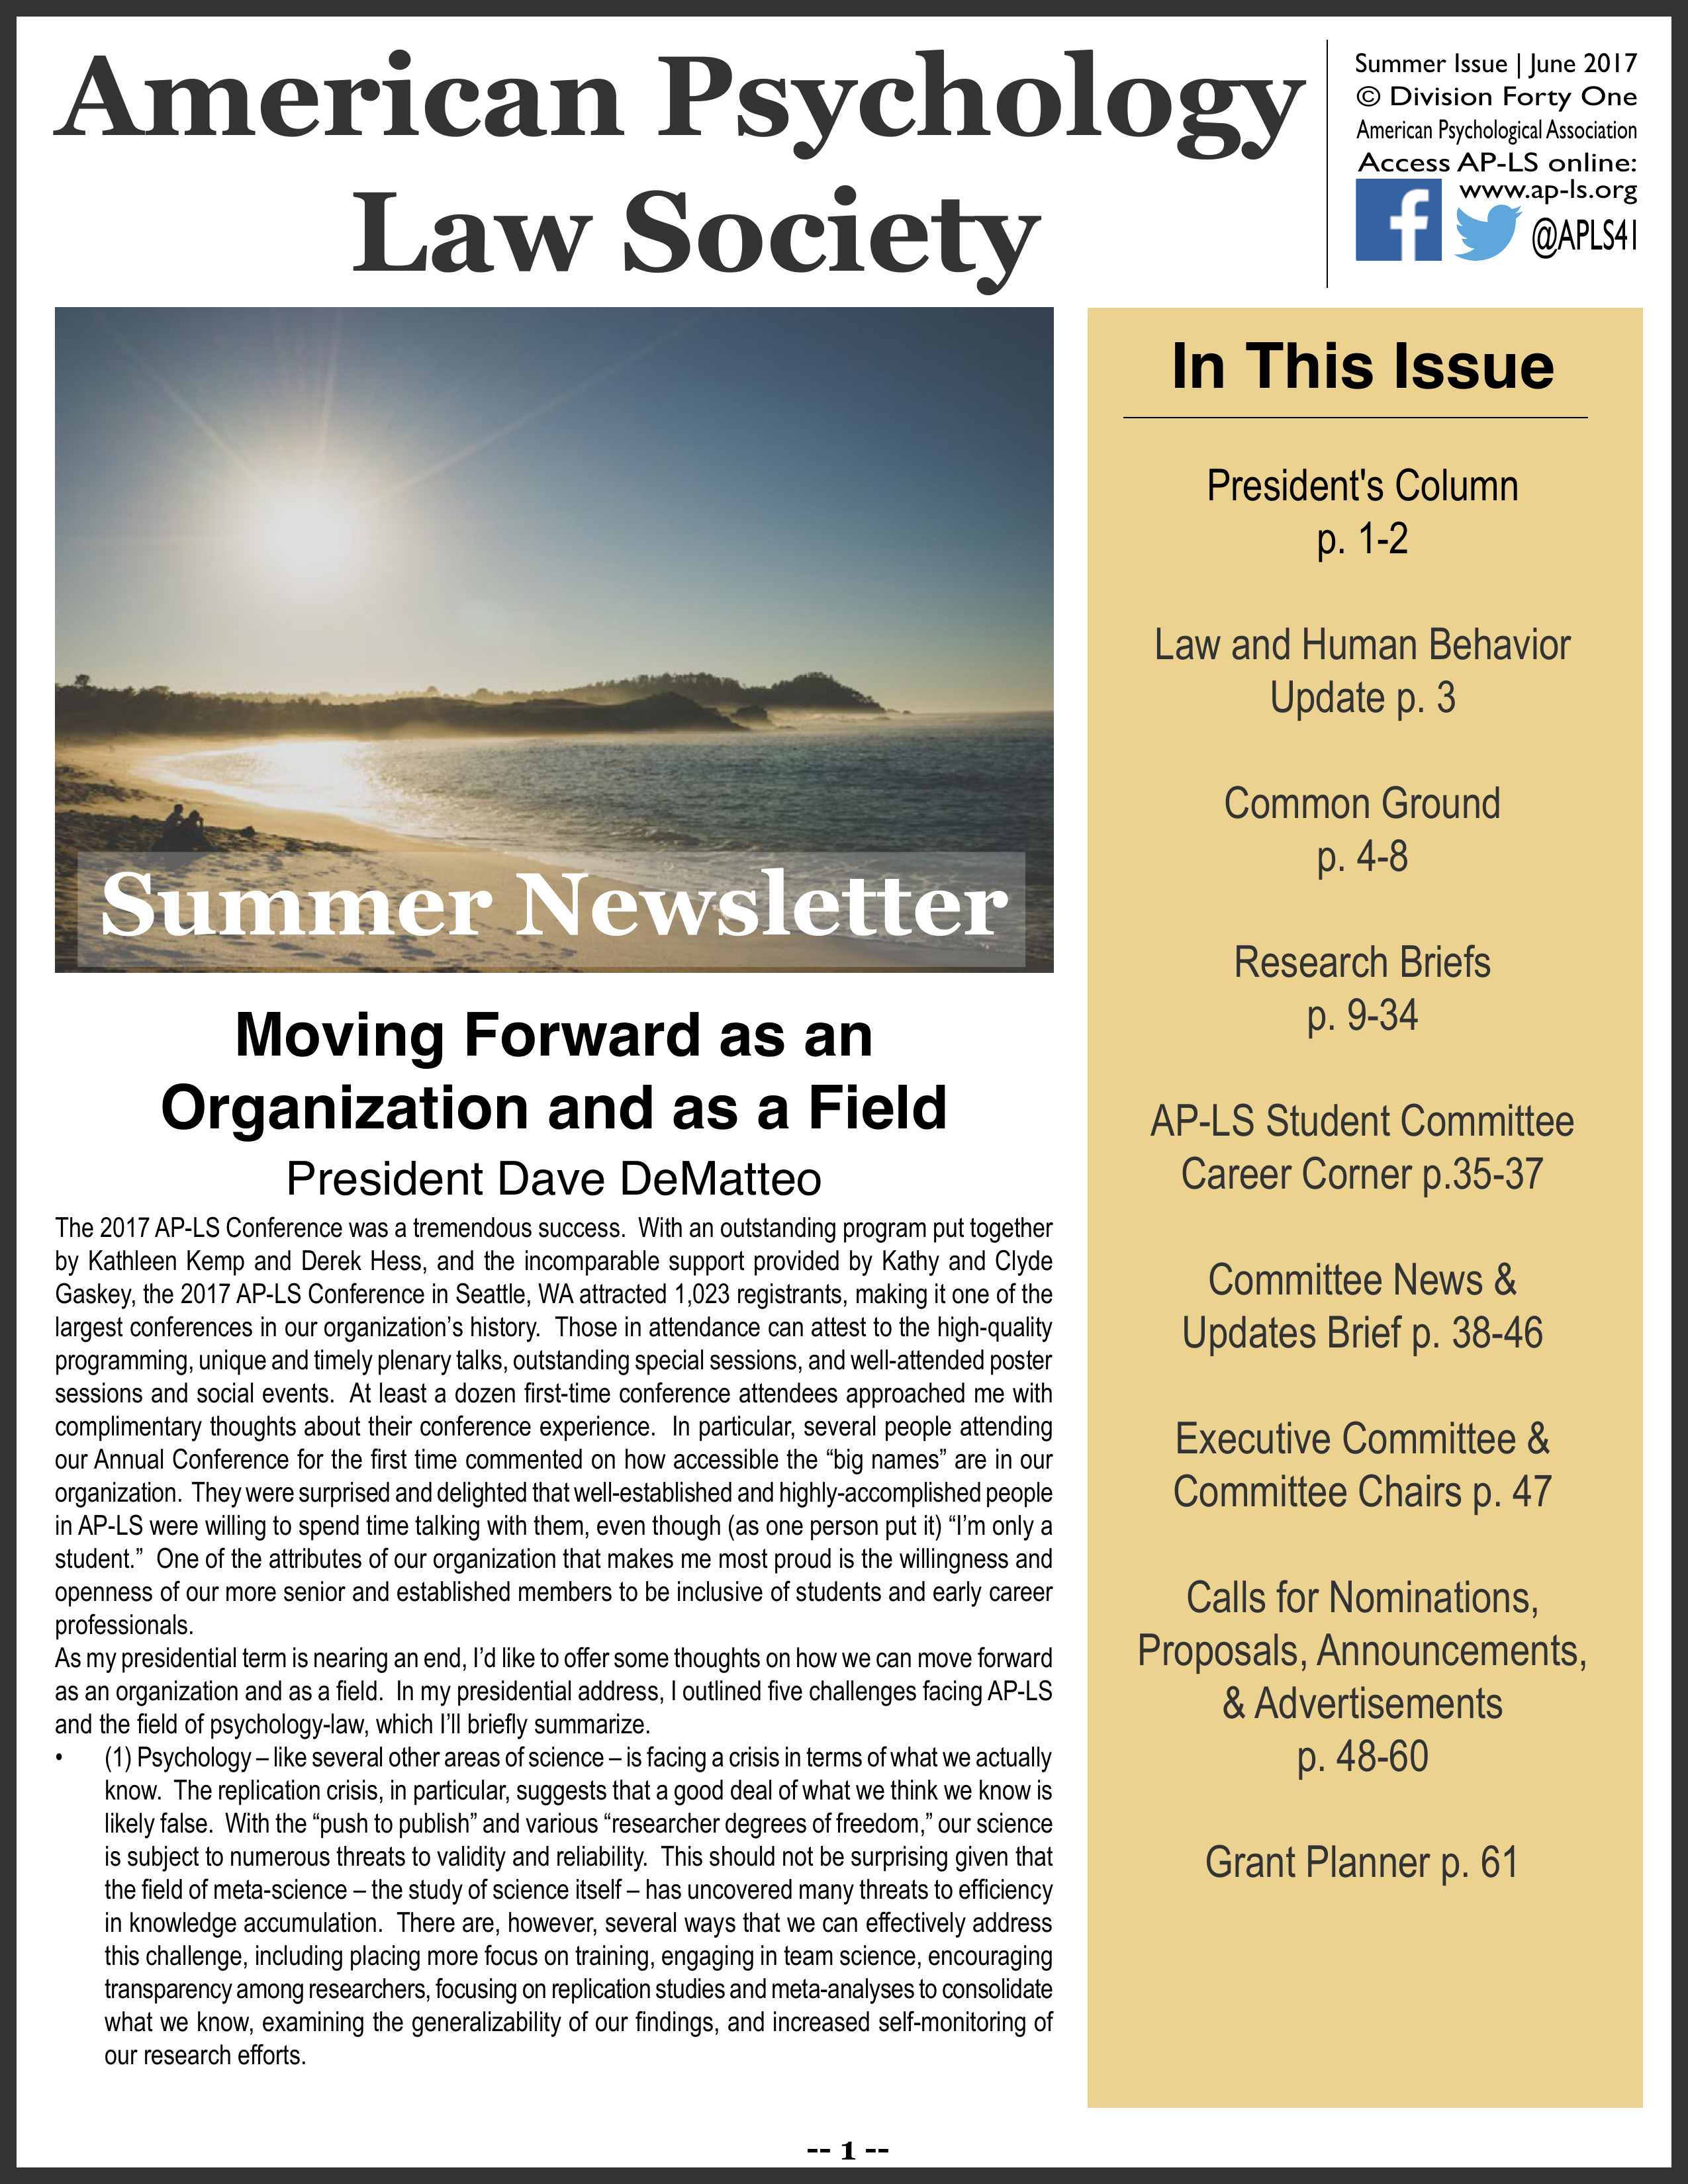 American Psychology
Law Society
Summer Issue | June 2017
© Division Forty One
American Psychological Association
Access AP-LS online:
www.ap-ls.org
f
@APLS41
Summer Newsletter
Moving Forward as an
Organization and as a Field
President Dave DeMatteo
The 2017 AP-LS Conference was a tremendous success.  With an outstanding program put together
by Kathleen Kemp and Derek Hess, and the incomparable support provided by Kathy and Clyde
Gaskey, the 2017 AP-LS Conference in Seattle, WA attracted 1,023 registrants, making it one of the
largest conferences in our organization’s history.  Those in attendance can attest to the high-quality
programming, unique and timely plenary talks, outstanding special sessions, and well-attended poster
sessions and social events.  At least a dozen first-time conference attendees approached me with
complimentary thoughts about their conference experience.  In particular, several people attending
our Annual Conference for the first time commented on how accessible the “big names” are in our
organization.  They were surprised and delighted that well-established and highly-accomplished people
in AP-LS were willing to spend time talking with them, even though (as one person put it) “I’m only a
student.”  One of the attributes of our organization that makes me most proud is the willingness and
openness of our more senior and established members to be inclusive of students and early career
professionals.
As my presidential term is nearing an end, I’d like to offer some thoughts on how we can move forward
as an organization and as a field.  In my presidential address, I outlined five challenges facing AP-LS
and the field of psychology-law, which I’ll briefly summarize.
• (1) Psychology – like several other areas of science – is facing a crisis in terms of what we actually
know.  The replication crisis, in particular, suggests that a good deal of what we think we know is
likely false.  With the “push to publish” and various “researcher degrees of freedom,” our science
is subject to numerous threats to validity and reliability.  This should not be surprising given that
the field of meta-science – the study of science itself – has uncovered many threats to efficiency
in knowledge accumulation.  There are, however, several ways that we can effectively address
this challenge, including placing more focus on training, engaging in team science, encouraging
transparency among researchers, focusing on replication studies and meta-analyses to consolidate
what we know, examining the generalizability of our findings, and increased self-monitoring of
our research efforts.
In This Issue
President's Column
p. 1-2
Law and Human Behavior
Update p. 3
Common Ground
p. 4-8
Research Briefs
p. 9-34
AP-LS Student Committee
Career Corner p.35-37
Committee News &
Updates Brief p. 38-46
Executive Committee &
Committee Chairs p. 47
Calls for Nominations,
Proposals, Announcements,
& Advertisements
p. 48-60
Grant Planner p. 61
-- 1 --